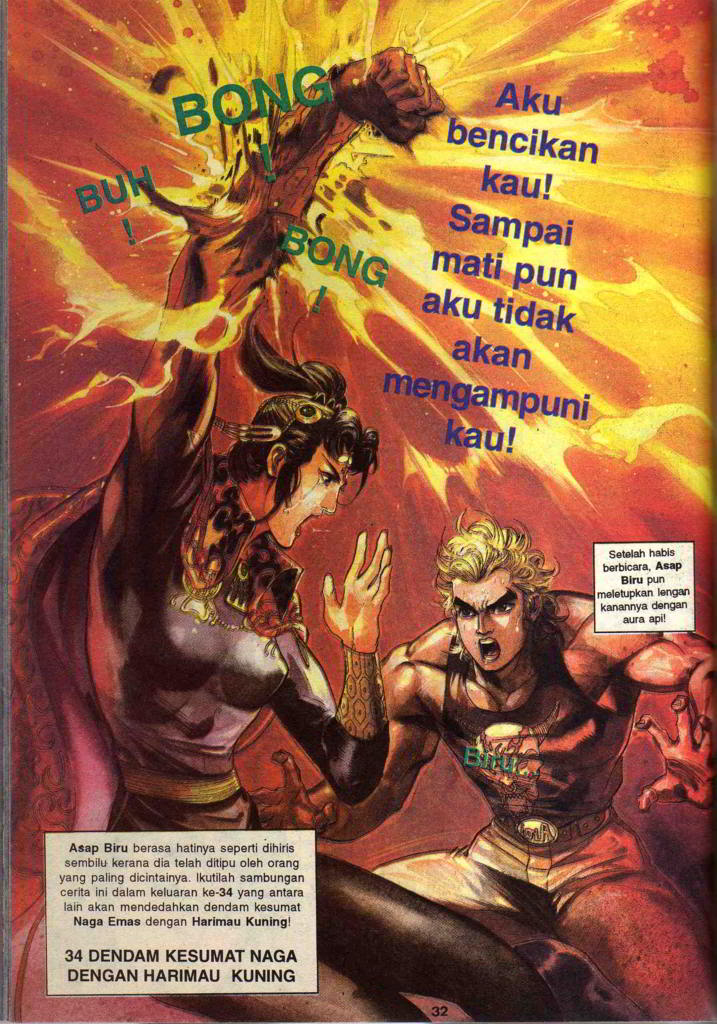 BONG
!
BUH
!
BONG
!
Aku
bencikan
kau!
Sampai
mati pun
aku tidak
akan
mengampuni
kau!
Setelah habis
berbicara, Asap
Biru pun
meletupkan lengan
kanannya dengan
aura api!
Biru...
Asap Biru berasa hatinya seperti dihiris
sembilu kerana dia telah ditipu oleh orang
yang paling dicintainya. Ikutilah sambungan
cerita ini dalam keluaran ke-34 yang antara
lain akan mendedahkan dendam kesumat
Naga Emas dengan Harimau Kuning!
34 DENDAM KESUMAT NAGA
DENGAN HARIMAU KUNING
32